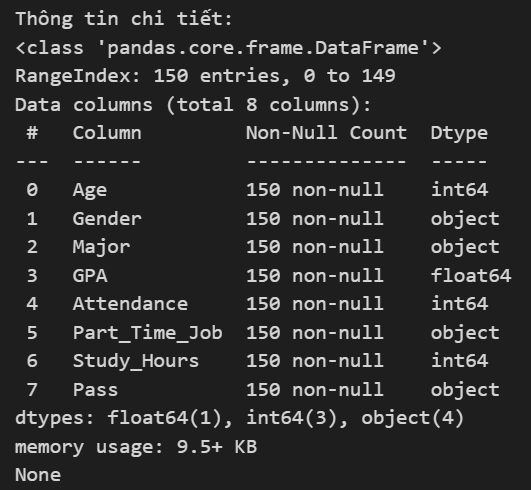 Thông tin chi tiết:
<class 'pandas.core.frame.DataFrame'>
RangeIndex: 150 entries, 0 to 149
Data columns (total 8 columns):
 #   Column         Non-Null Count  Dtype
---  ------         --------------  -----
 0   Age            150 non-null    int64
 1   Gender         150 non-null    object
 2   Major          150 non-null    object
 3   GPA            150 non-null    float64
 4   Attendance     150 non-null    int64
 5   Part_Time_Job  150 non-null    object
 6   Study_Hours    150 non-null    int64
 7   Pass           150 non-null    object
dtypes: float64(1), int64(3), object(4)
memory usage: 9.5+ KB
None